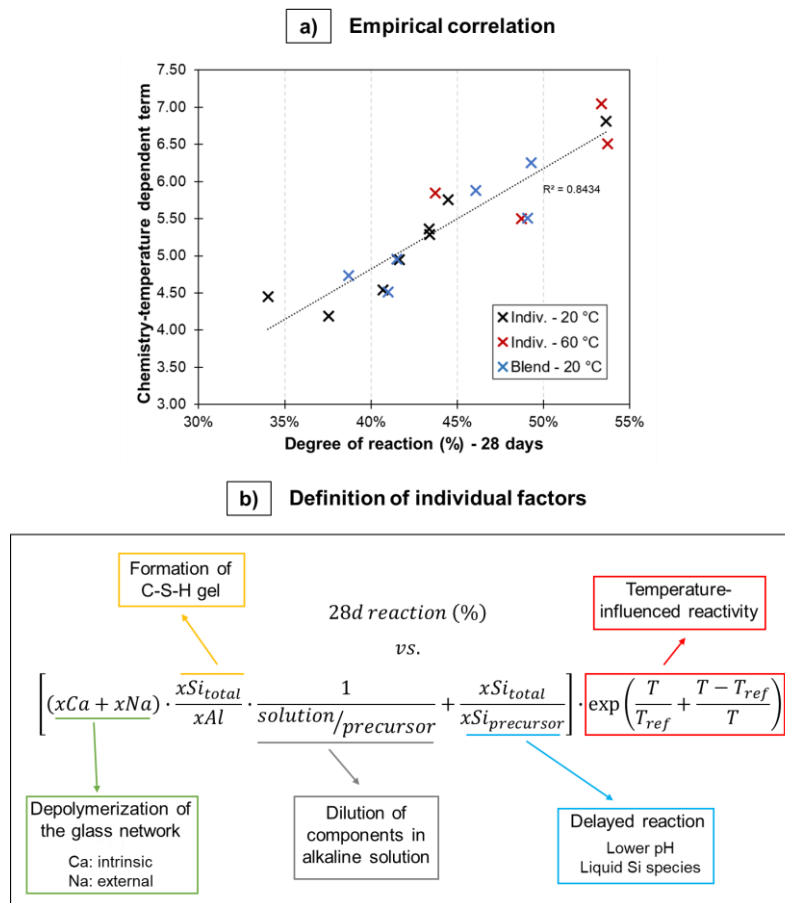 a) Empirical correlation
7.50
7.00
6.50
6.00
5.50
5.00
4.50
4.00
3.50
3.00
Chemistry-temperature dependent term
R² = 0.8434
Indiv. - 20 °C
Indiv. - 60 °C
Blend - 20 °C
30% 35% 40% 45% 50% 55%
Degree of reaction (%) - 28 days
b) Definition of individual factors
Formation of
C-S-H gel
Temperature-
influenced reactivity
28d reaction (%)
vs.
[(xCa + xNa) · xSi_total/xAl · 1/(solution/precursor) + xSi_total/xSi_precursor] · exp(T/T_ref + (T − T_ref)/T)
Depolymerization of
the glass network
Ca: intrinsic
Na: external
Dilution of
components in
alkaline solution
Delayed reaction
Lower pH
Liquid Si species